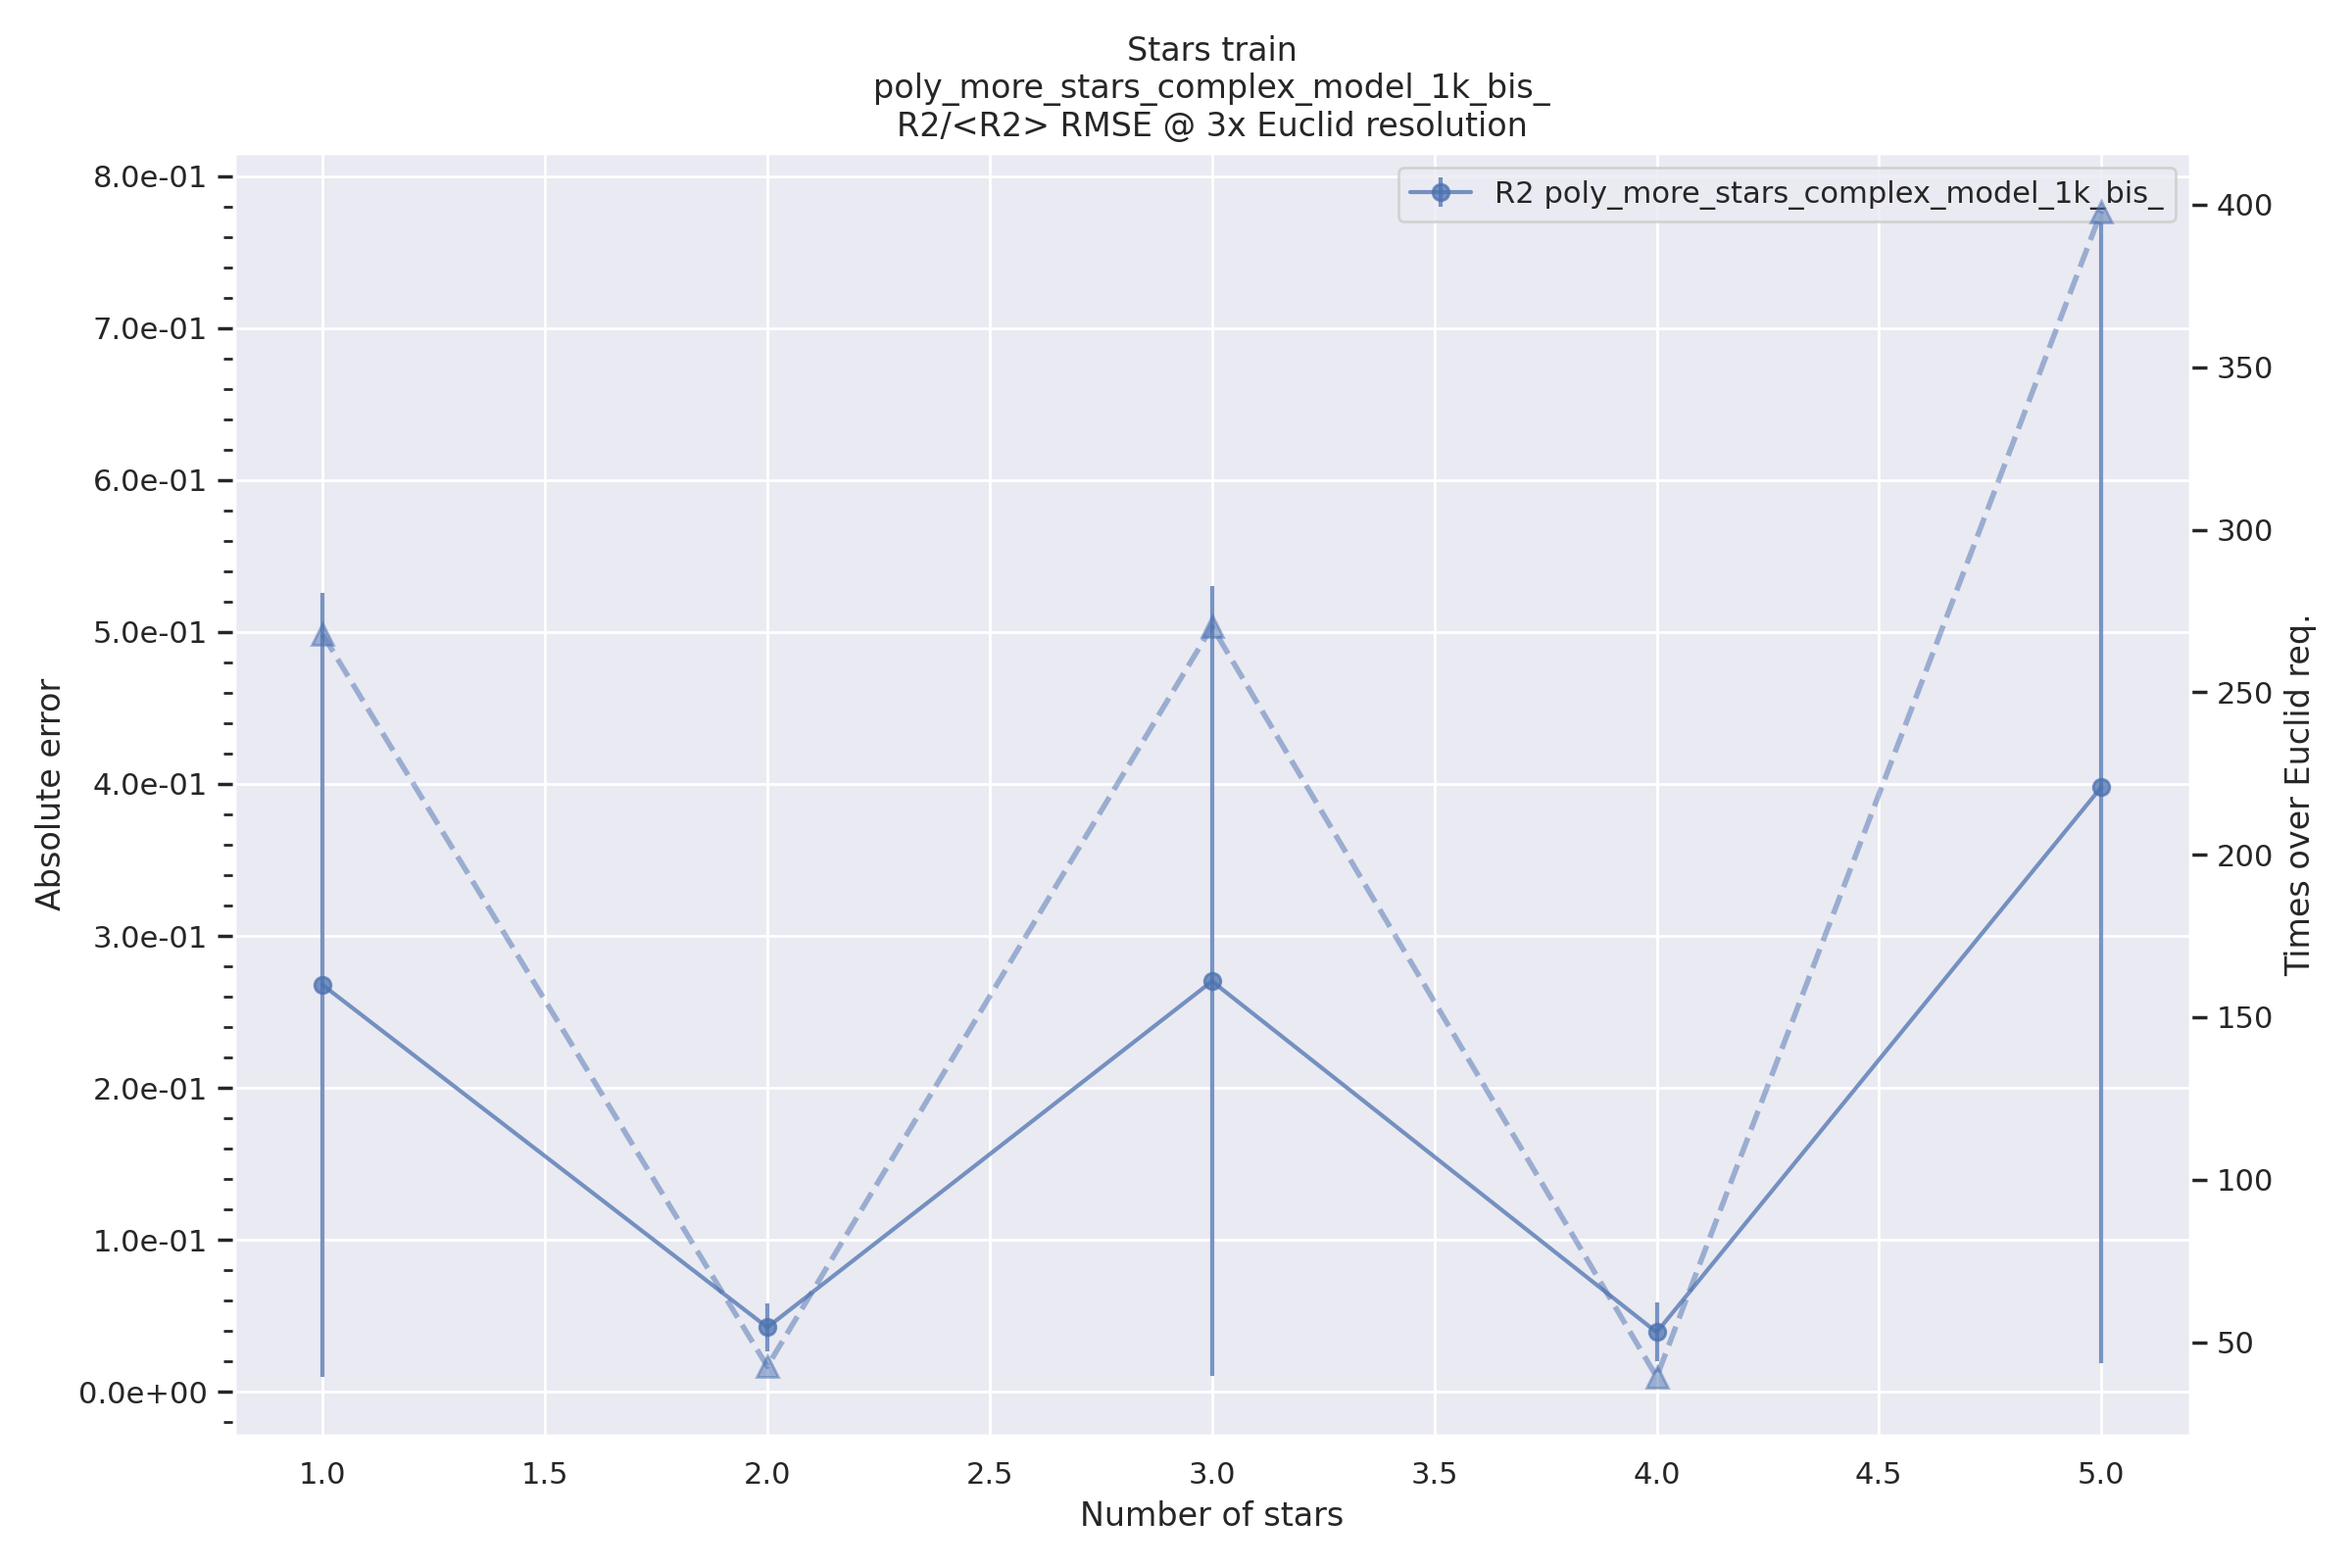 Stars train
poly_more_stars_complex_model_1k_bis_
R2/<R2> RMSE @ 3x Euclid resolution
R2 poly_more_stars_complex_model_1k_bis_
Absolute error
8.0e-01
7.0e-01
6.0e-01
5.0e-01
4.0e-01
3.0e-01
2.0e-01
1.0e-01
0.0e+00
400
350
300
250
200
150
100
50
Times over Euclid req.
1.0 1.5 2.0 2.5 3.0 3.5 4.0 4.5 5.0
Number of stars